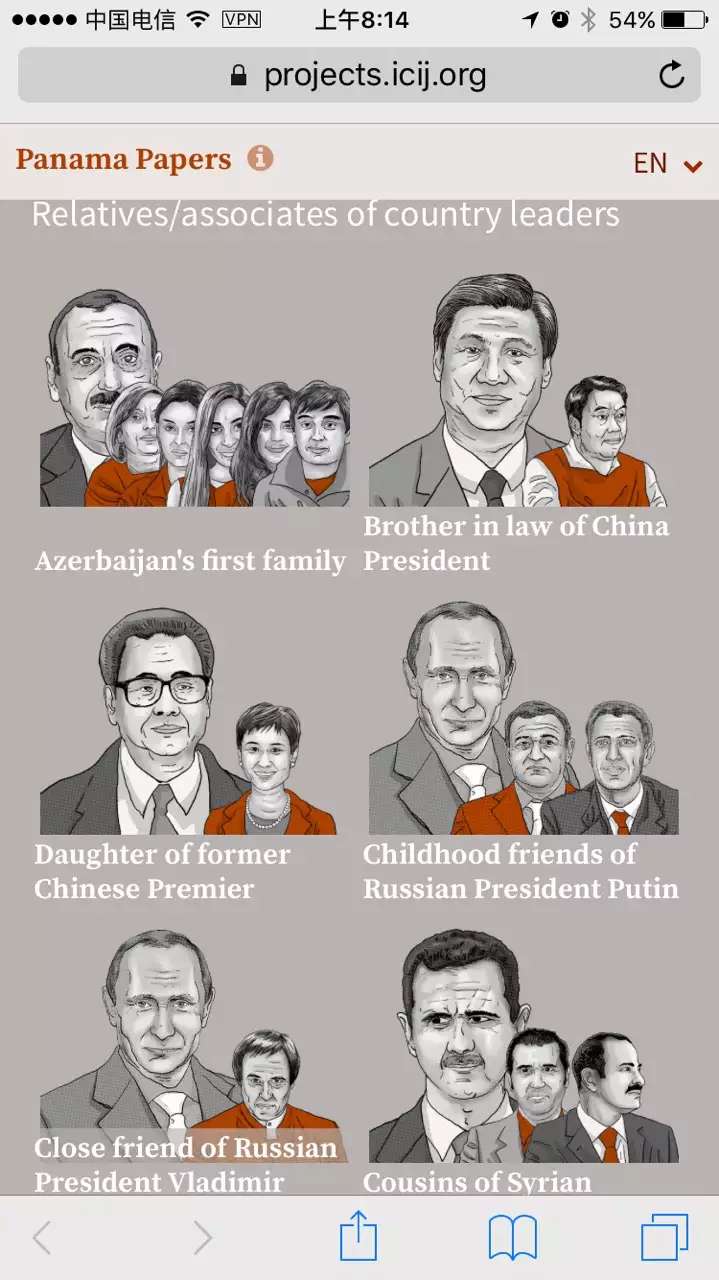 中国电信 VPN 上午8:14 54%
projects.icij.org
Panama Papers EN
Relatives/associates of country leaders
Azerbaijan's first family
Brother in law of China
President
Daughter of former
Chinese Premier
Childhood friends of
Russian President Putin
Close friend of Russian
President Vladimir
Cousins of Syrian